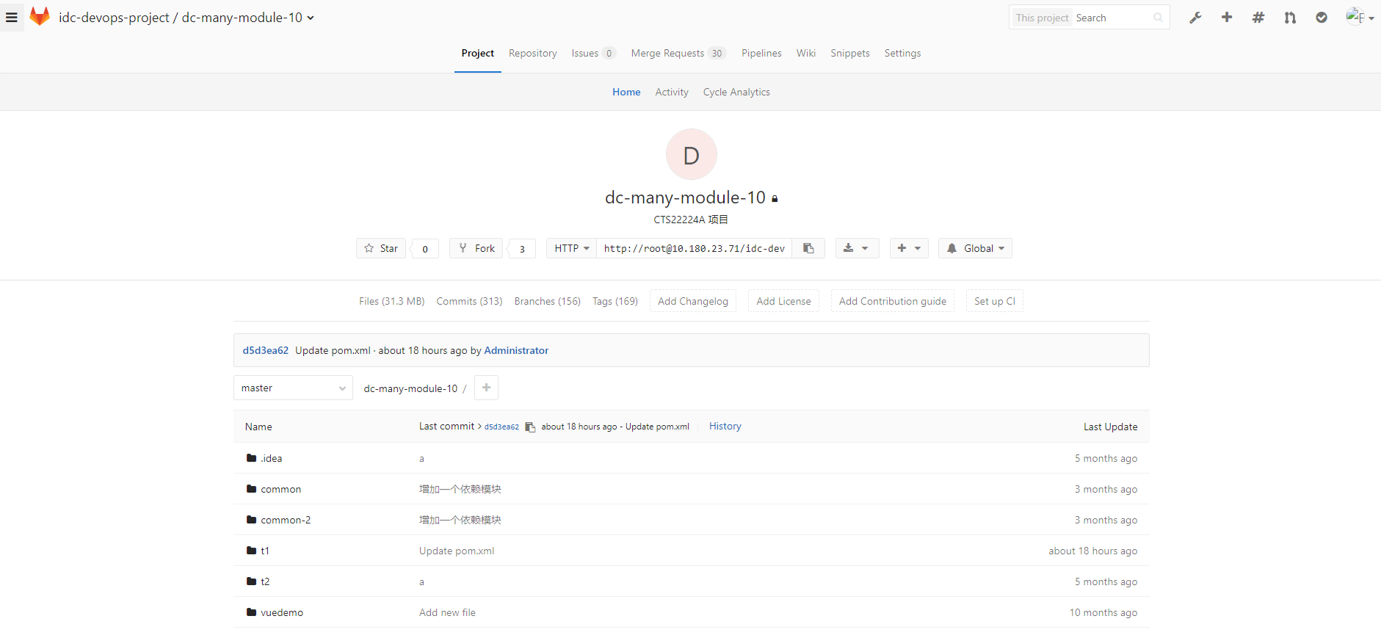 idc-devops-project / dc-many-module-10
This project Search
Project Repository Issues 0 Merge Requests 30 Pipelines Wiki Snippets Settings
Home Activity Cycle Analytics
D
dc-many-module-10
CTS22224A 项目
Star 0 Fork 3 HTTP http://root@10.180.23.71/idc-dev Global
Files (31.3 MB) Commits (313) Branches (156) Tags (169) Add Changelog Add License Add Contribution guide Set up CI
d5d3ea62 Update pom.xml · about 18 hours ago by Administrator
master dc-many-module-10 / +
Name Last commit > d5d3ea62 about 18 hours ago - Update pom.xml History Last Update
.idea a 5 months ago
common 增加一个依赖模块 3 months ago
common-2 增加一个依赖模块 3 months ago
t1 Update pom.xml about 18 hours ago
t2 a 5 months ago
vuedemo Add new file 10 months ago